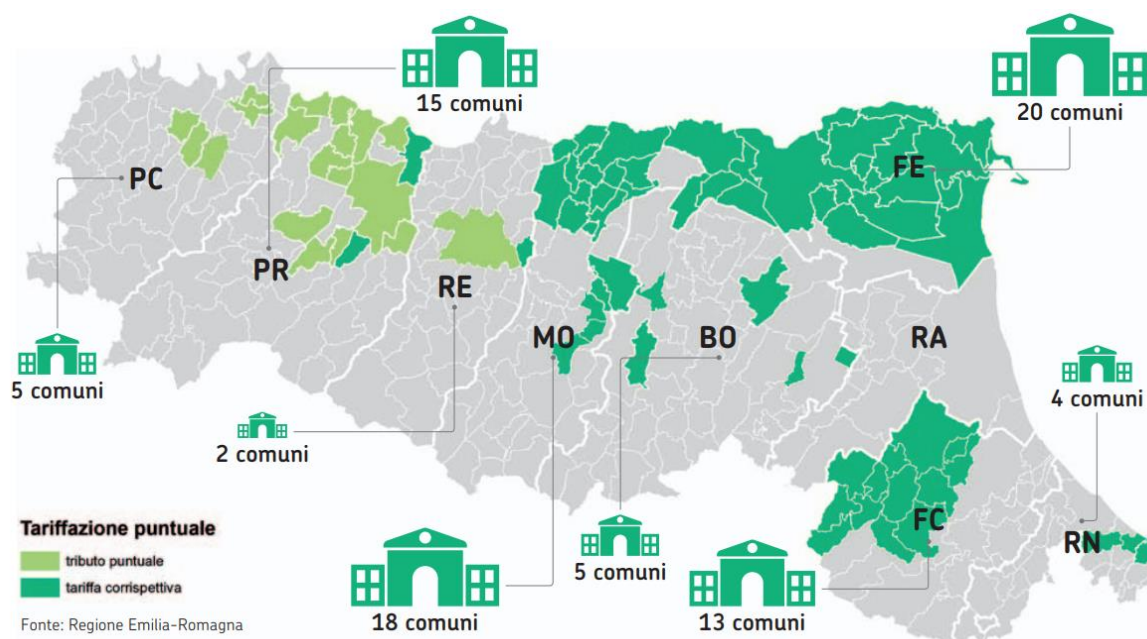 15 comuni
20 comuni
PC
FE
PR
RE
MO
BO
RA
5 comuni
4 comuni
2 comuni
FC
RN
Tariffazione puntuale
tributo puntuale
tariffa corrispettiva
5 comuni
18 comuni
13 comuni
Fonte: Regione Emilia-Romagna